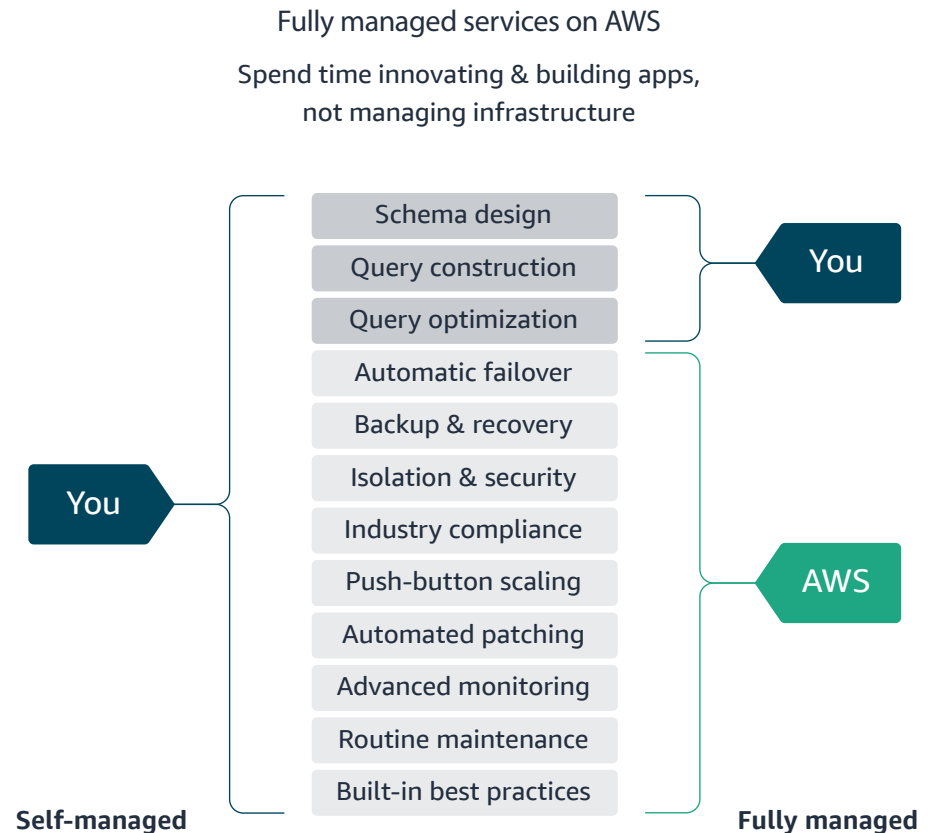 Fully managed services on AWS
Spend time innovating & building apps,
not managing infrastructure
Schema design
Query construction
Query optimization
Automatic failover
Backup & recovery
Isolation & security
Industry compliance
Push-button scaling
Automated patching
Advanced monitoring
Routine maintenance
Built-in best practices
You
You
AWS
Self-managed
Fully managed